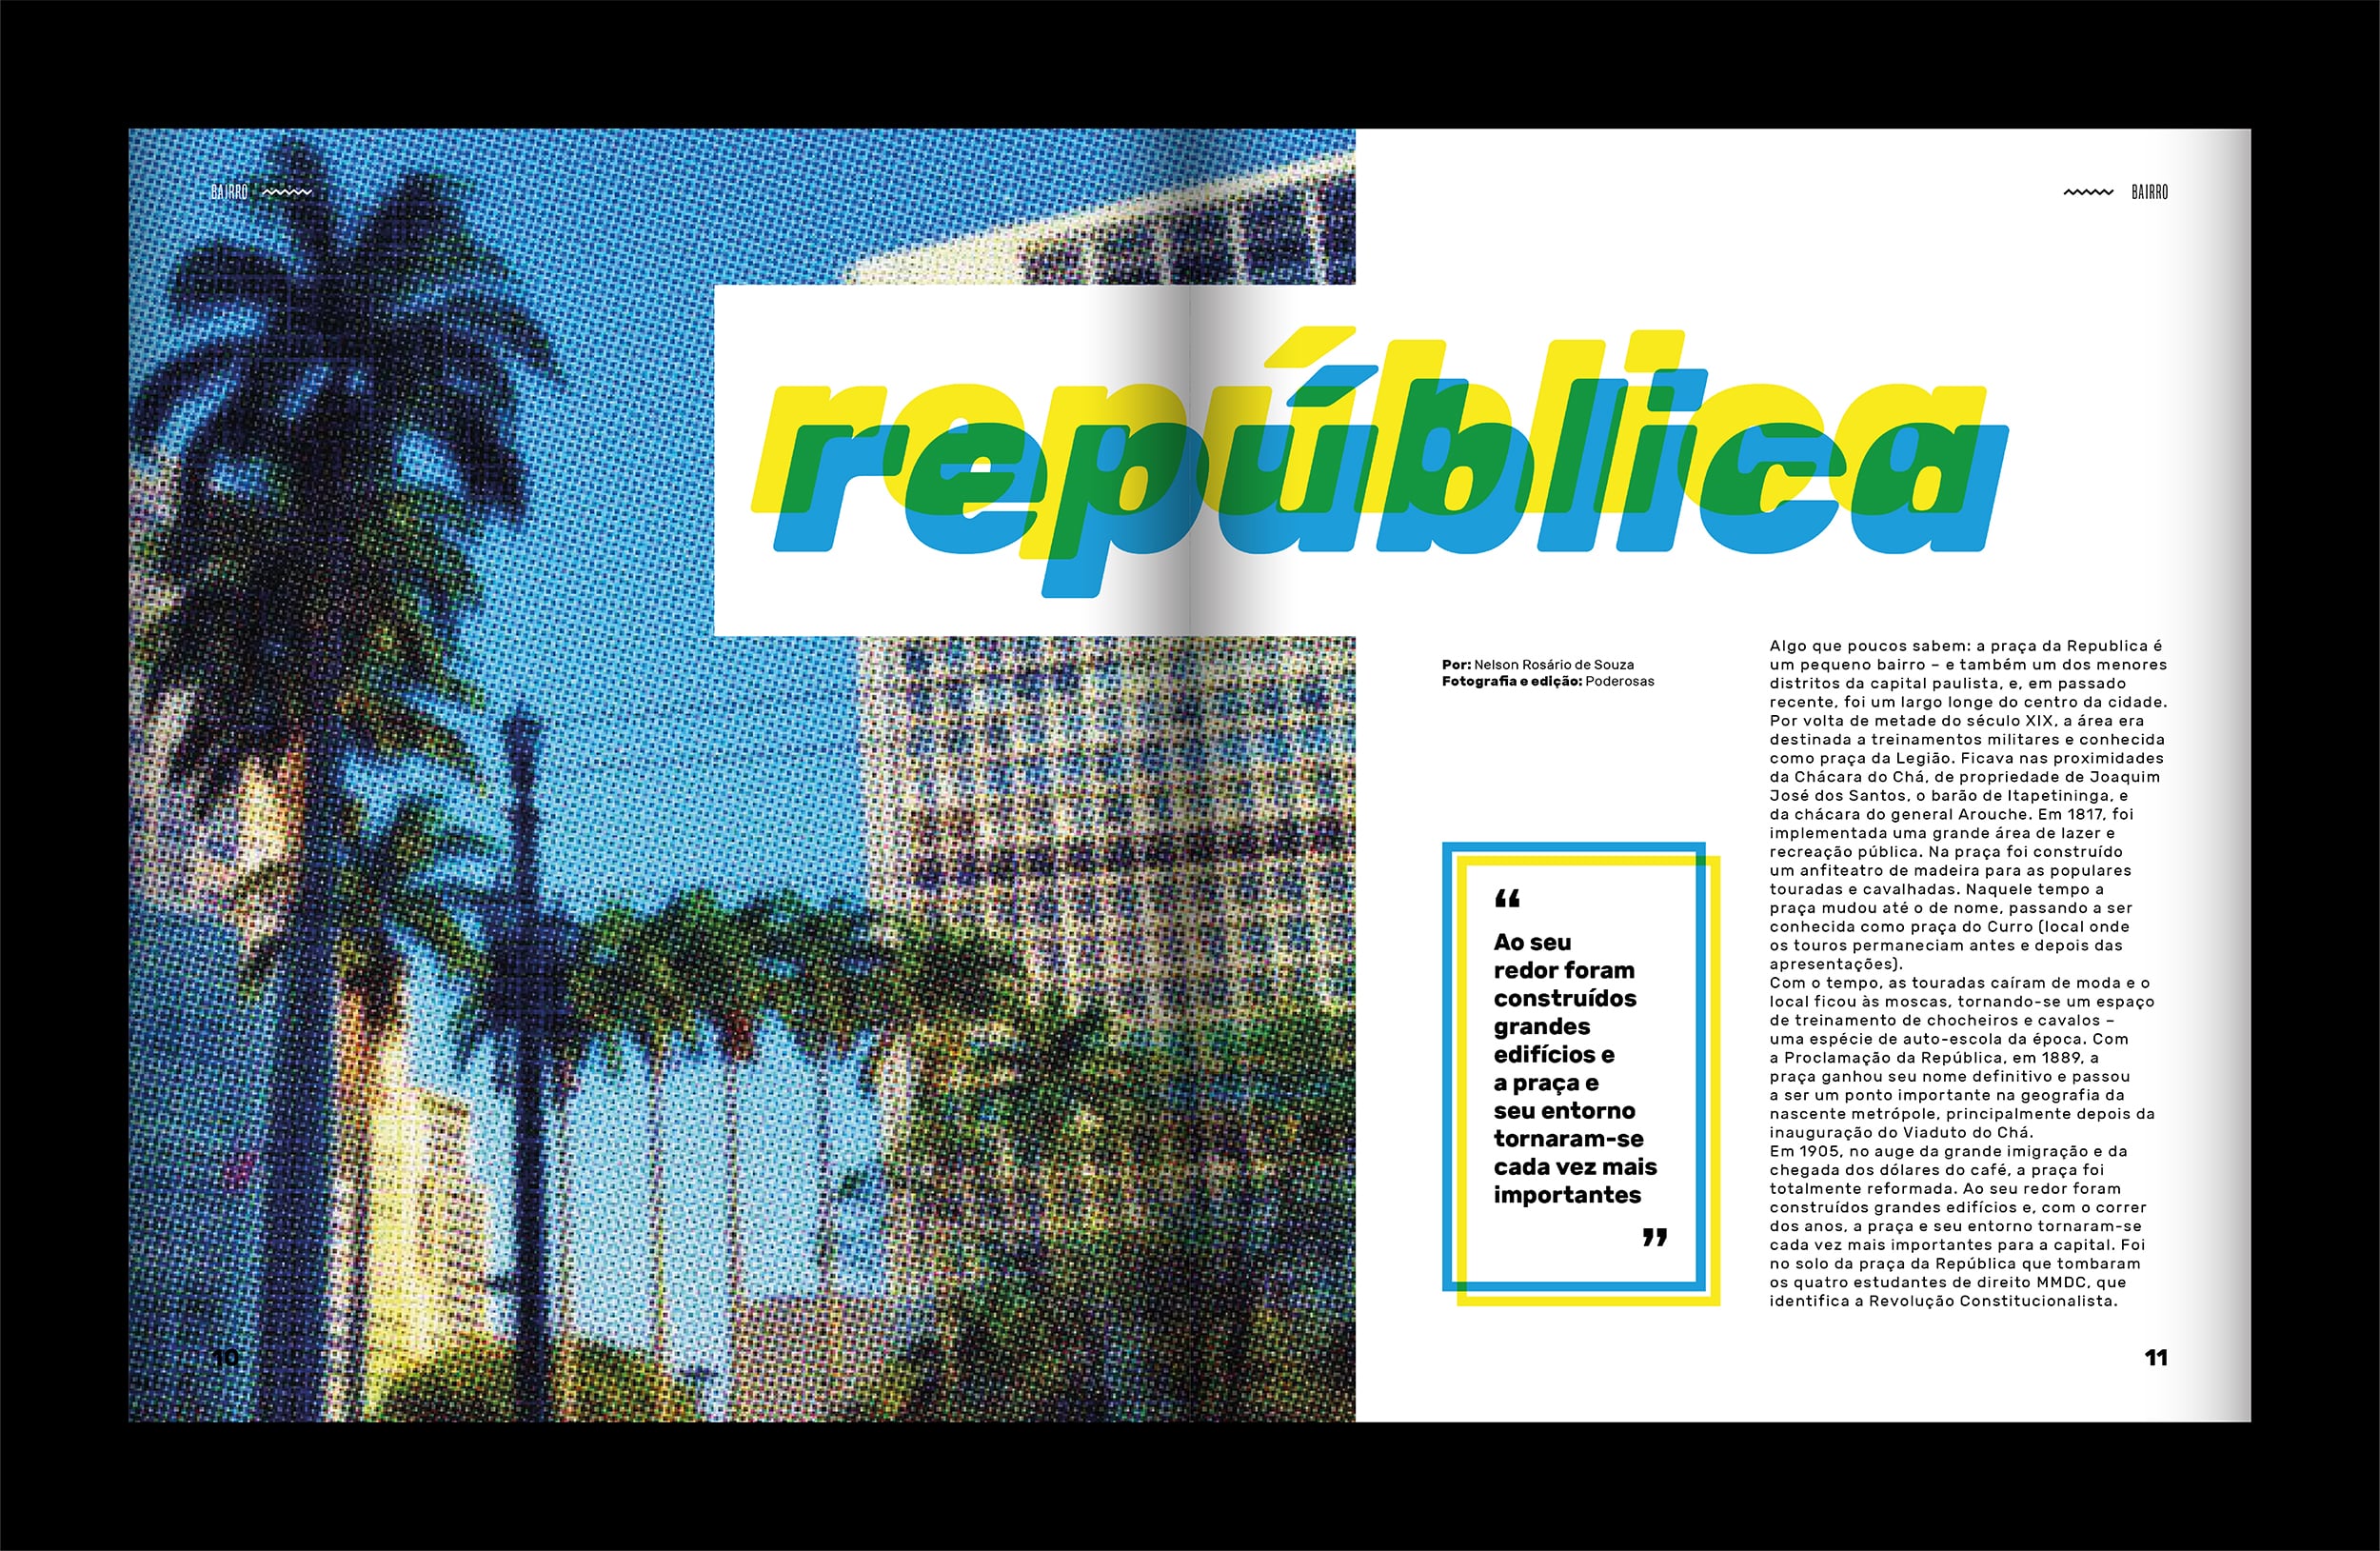 BAIRRO
BAIRRO
república
Por: Nelson Rosário de Souza
Fotografia e edição: Poderosas
“
Ao seu
redor foram
construídos
grandes
edifícios e
a praça e
seu entorno
tornaram-se
cada vez mais
importantes
”
Algo que poucos sabem: a praça da Republica é
um pequeno bairro – e também um dos menores
distritos da capital paulista, e, em passado
recente, foi um largo longe do centro da cidade.
Por volta de metade do século XIX, a área era
destinada a treinamentos militares e conhecida
como praça da Legião. Ficava nas proximidades
da Chácara do Chá, de propriedade de Joaquim
José dos Santos, o barão de Itapetininga, e
da chácara do general Arouche. Em 1817, foi
implementada uma grande área de lazer e
recreação pública. Na praça foi construído
um anfiteatro de madeira para as populares
touradas e cavalhadas. Naquele tempo a
praça mudou até o de nome, passando a ser
conhecida como praça do Curro (local onde
os touros permaneciam antes e depois das
apresentações).
Com o tempo, as touradas caíram de moda e o
local ficou às moscas, tornando-se um espaço
de treinamento de chocheiros e cavalos –
uma espécie de auto-escola da época. Com
a Proclamação da República, em 1889, a
praça ganhou seu nome definitivo e passou
a ser um ponto importante na geografia da
nascente metrópole, principalmente depois da
inauguração do Viaduto do Chá.
Em 1905, no auge da grande imigração e da
chegada dos dólares do café, a praça foi
totalmente reformada. Ao seu redor foram
construídos grandes edifícios e, com o correr
dos anos, a praça e seu entorno tornaram-se
cada vez mais importantes para a capital. Foi
no solo da praça da República que tombaram
os quatro estudantes de direito MMDC, que
identifica a Revolução Constitucionalista.
10
11